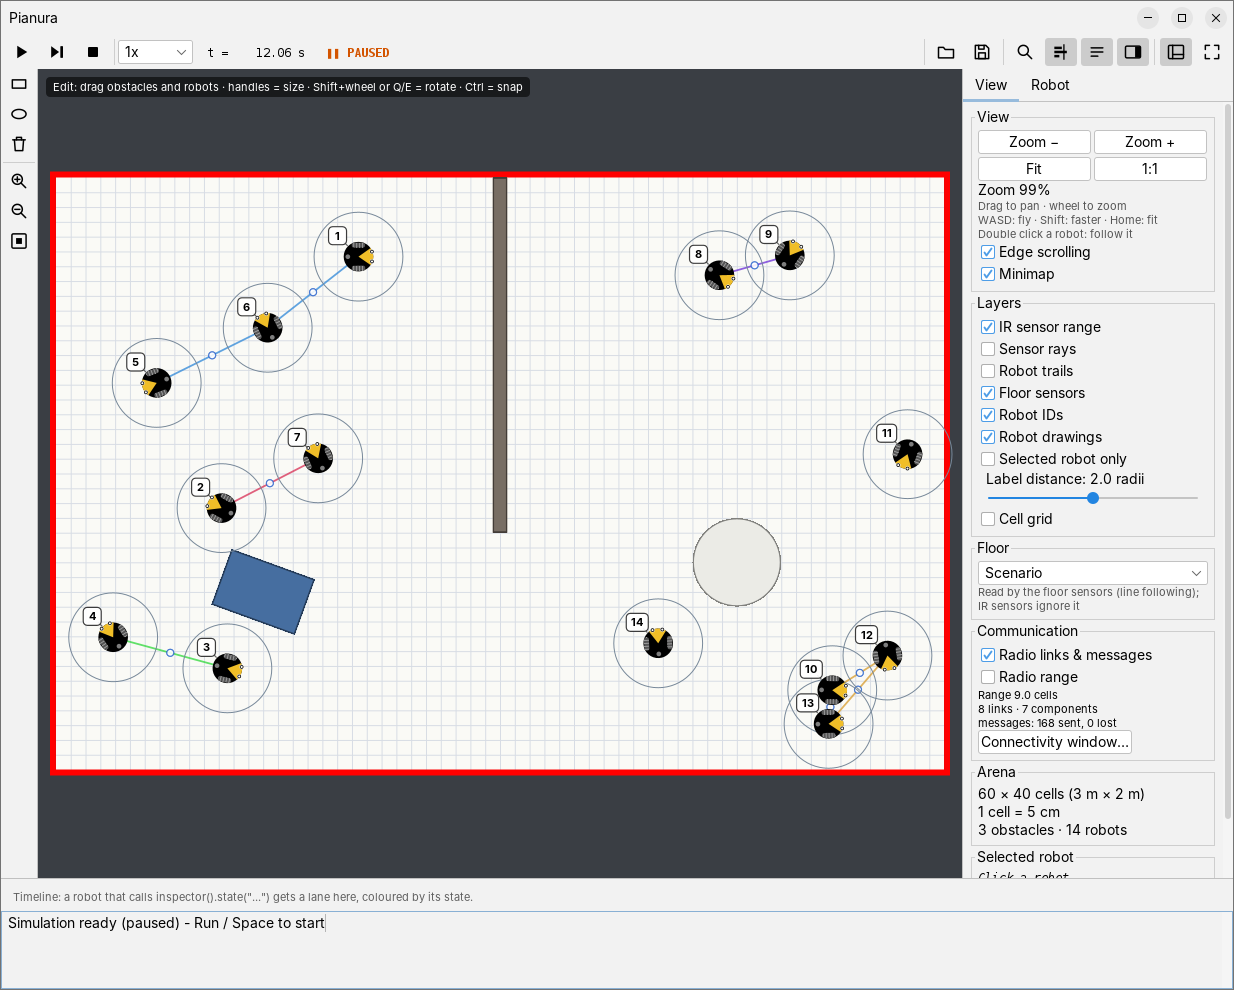 Pianura
1x
t =    12.06 s
PAUSED
Edit: drag obstacles and robots · handles = size · Shift+wheel or Q/E = rotate · Ctrl = snap
1
9
8
6
5
11
7
2
4
14
12
3
10
13
View
Robot
View
Zoom −
Zoom +
Fit
1:1
Zoom 99%
Drag to pan · wheel to zoom
WASD: fly · Shift: faster · Home: fit
Double click a robot: follow it
Edge scrolling
Minimap
Layers
IR sensor range
Sensor rays
Robot trails
Floor sensors
Robot IDs
Robot drawings
Selected robot only
Label distance: 2.0 radii
Cell grid
Floor
Scenario
Read by the floor sensors (line following);
IR sensors ignore it
Communication
Radio links & messages
Radio range
Range 9.0 cells
8 links · 7 components
messages: 168 sent, 0 lost
Connectivity window...
Arena
60 × 40 cells (3 m × 2 m)
1 cell = 5 cm
3 obstacles · 14 robots
Selected robot
Click a robot
Timeline: a robot that calls inspector().state("...") gets a lane here, coloured by its state.
Simulation ready (paused) - Run / Space to start